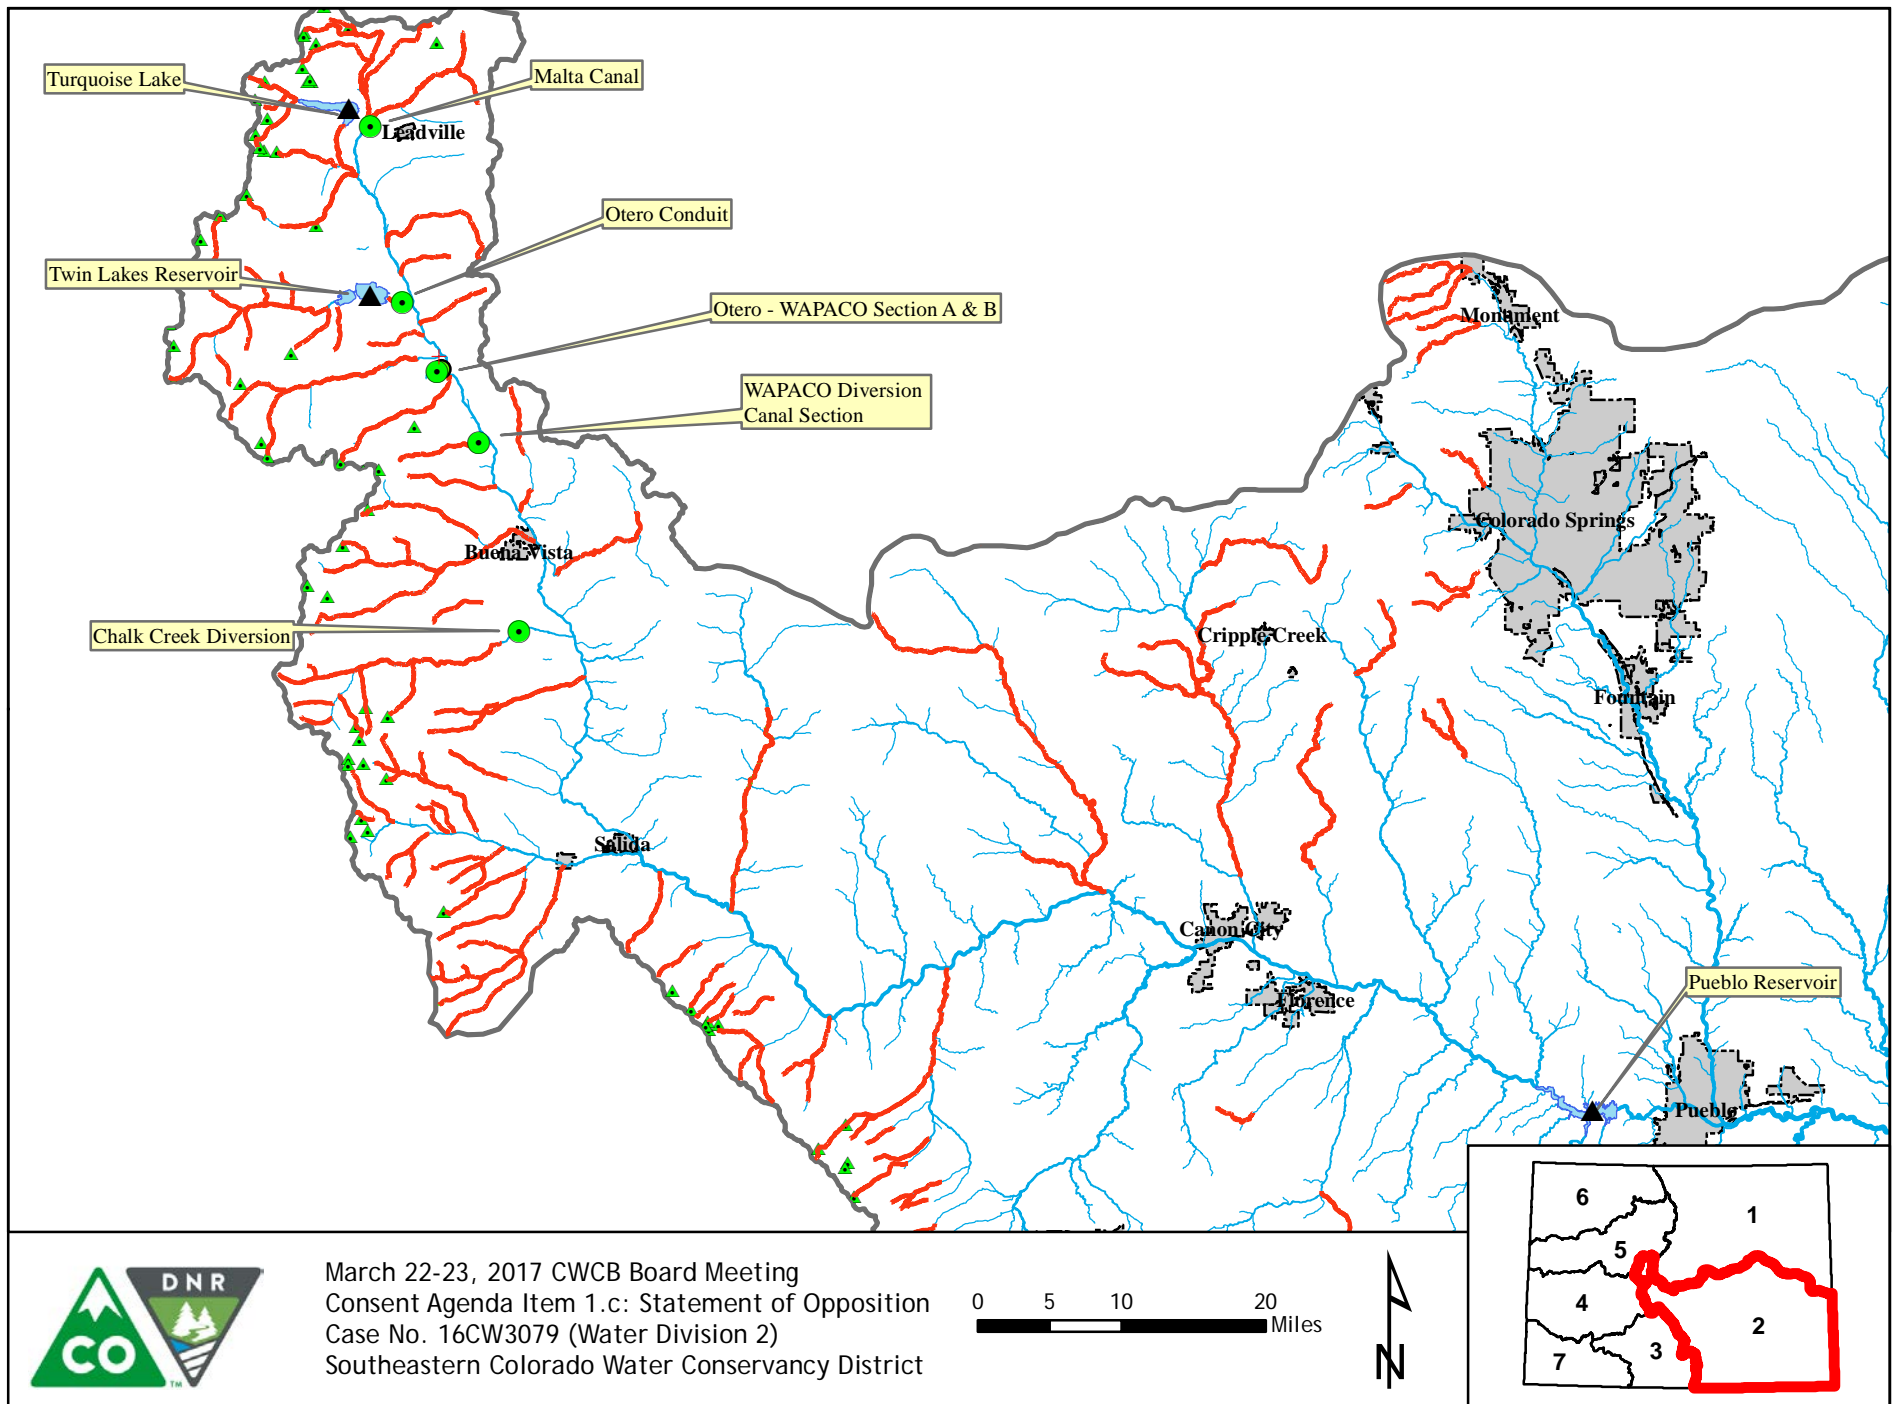 Turquoise Lake
Malta Canal
Leadville
Otero Conduit
Twin Lakes Reservoir
Otero - WAPACO Section A & B
Monument
WAPACO Diversion
Canal Section
Colorado Springs
Buena Vista
Chalk Creek Diversion
Cripple Creek
Fountain
Salida
Canon City
Florence
Pueblo Reservoir
Pueblo
6
1
5
4
2
3
7
CO
TM
DNR
March 22-23, 2017 CWCB Board Meeting
Consent Agenda Item 1.c: Statement of Opposition
Case No. 16CW3079 (Water Division 2)
Southeastern Colorado Water Conservancy District
0 5 10 20
Miles
N